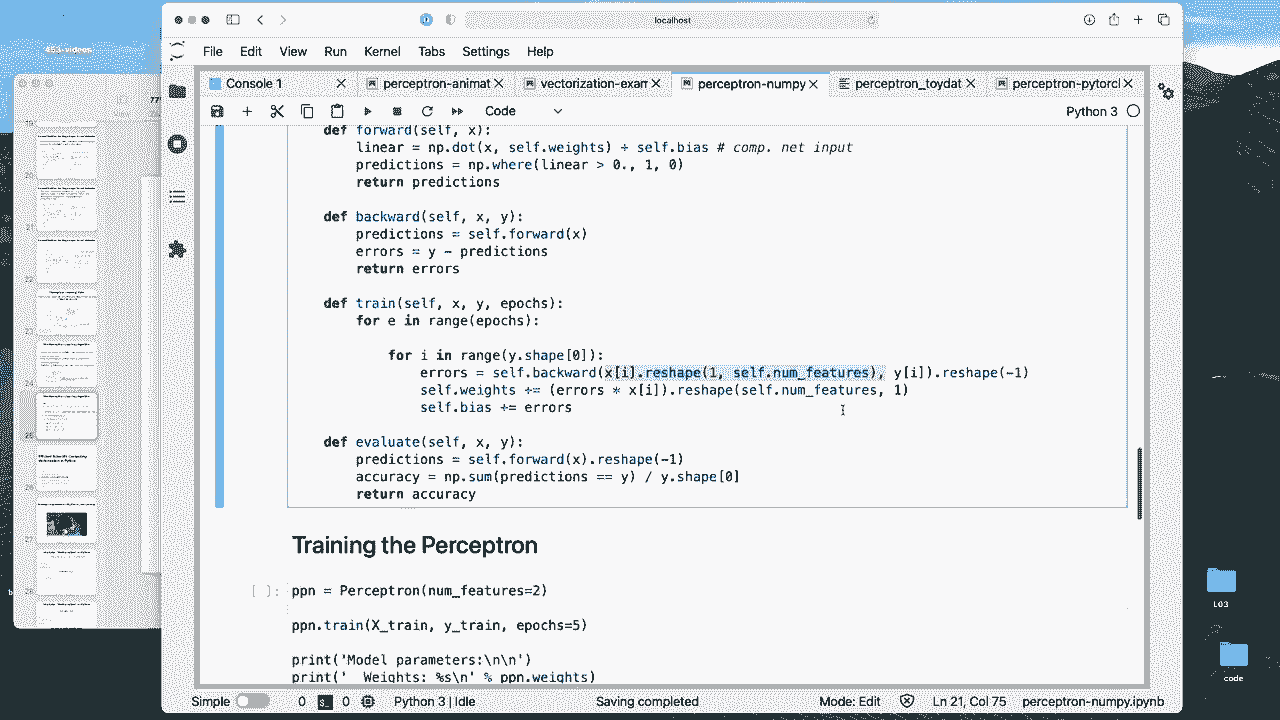 453-videos
localhost
File Edit View Run Kernel Tabs Settings Help
Console 1
perceptron-animat
vectorization-exam
perceptron-numpy
perceptron_toydat
perceptron-pytorcl
Code
Python 3
def forward(self, x):
linear = np.dot(x, self.weights) + self.bias # comp. net input
predictions = np.where(linear > 0., 1, 0)
return predictions
def backward(self, x, y):
predictions = self.forward(x)
errors = y - predictions
return errors
def train(self, x, y, epochs):
for e in range(epochs):
for i in range(y.shape[0]):
errors = self.backward(x[i].reshape(1, self.num_features), y[i]).reshape(-1)
self.weights += (errors * x[i]).reshape(self.num_features, 1)
self.bias += errors
def evaluate(self, x, y):
predictions = self.forward(x).reshape(-1)
accuracy = np.sum(predictions == y) / y.shape[0]
return accuracy
Training the Perceptron
[ ]:
ppn = Perceptron(num_features=2)
ppn.train(X_train, y_train, epochs=5)
print('Model parameters:\n\n')
print('  Weights: %s\n' % ppn.weights)
L03
code
Simple 0 0 Python 3 | Idle Saving completed Mode: Edit Ln 21, Col 75 perceptron-numpy.ipynb